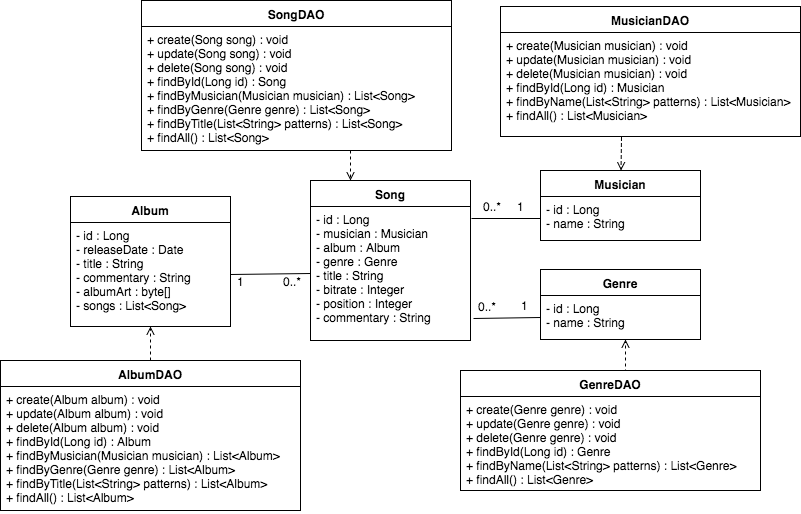 SongDAO
+ create(Song song) : void
+ update(Song song) : void
+ delete(Song song) : void
+ findById(Long id) : Song
+ findByMusician(Musician musician) : List<Song>
+ findByGenre(Genre genre) : List<Song>
+ findByTitle(List<String> patterns) : List<Song>
+ findAll() : List<Song>
MusicianDAO
+ create(Musician musician) : void
+ update(Musician musician) : void
+ delete(Musician musician) : void
+ findById(Long id) : Musician
+ findByName(List<String> patterns) : List<Musician>
+ findAll() : List<Musician>
Album
- id : Long
- releaseDate : Date
- title : String
- commentary : String
- albumArt : byte[]
- songs : List<Song>
1
0..*
Song
- id : Long
- musician : Musician
- album : Album
- genre : Genre
- title : String
- bitrate : Integer
- position : Integer
- commentary : String
0..*
1
Musician
- id : Long
- name : String
0..*
1
Genre
- id : Long
- name : String
AlbumDAO
+ create(Album album) : void
+ update(Album album) : void
+ delete(Album album) : void
+ findById(Long id) : Album
+ findByMusician(Musician musician) : List<Album>
+ findByGenre(Genre genre) : List<Album>
+ findByTitle(List<String> patterns) : List<Album>
+ findAll() : List<Album>
GenreDAO
+ create(Genre genre) : void
+ update(Genre genre) : void
+ delete(Genre genre) : void
+ findById(Long id) : Genre
+ findByName(List<String> patterns) : List<Genre>
+ findAll() : List<Genre>